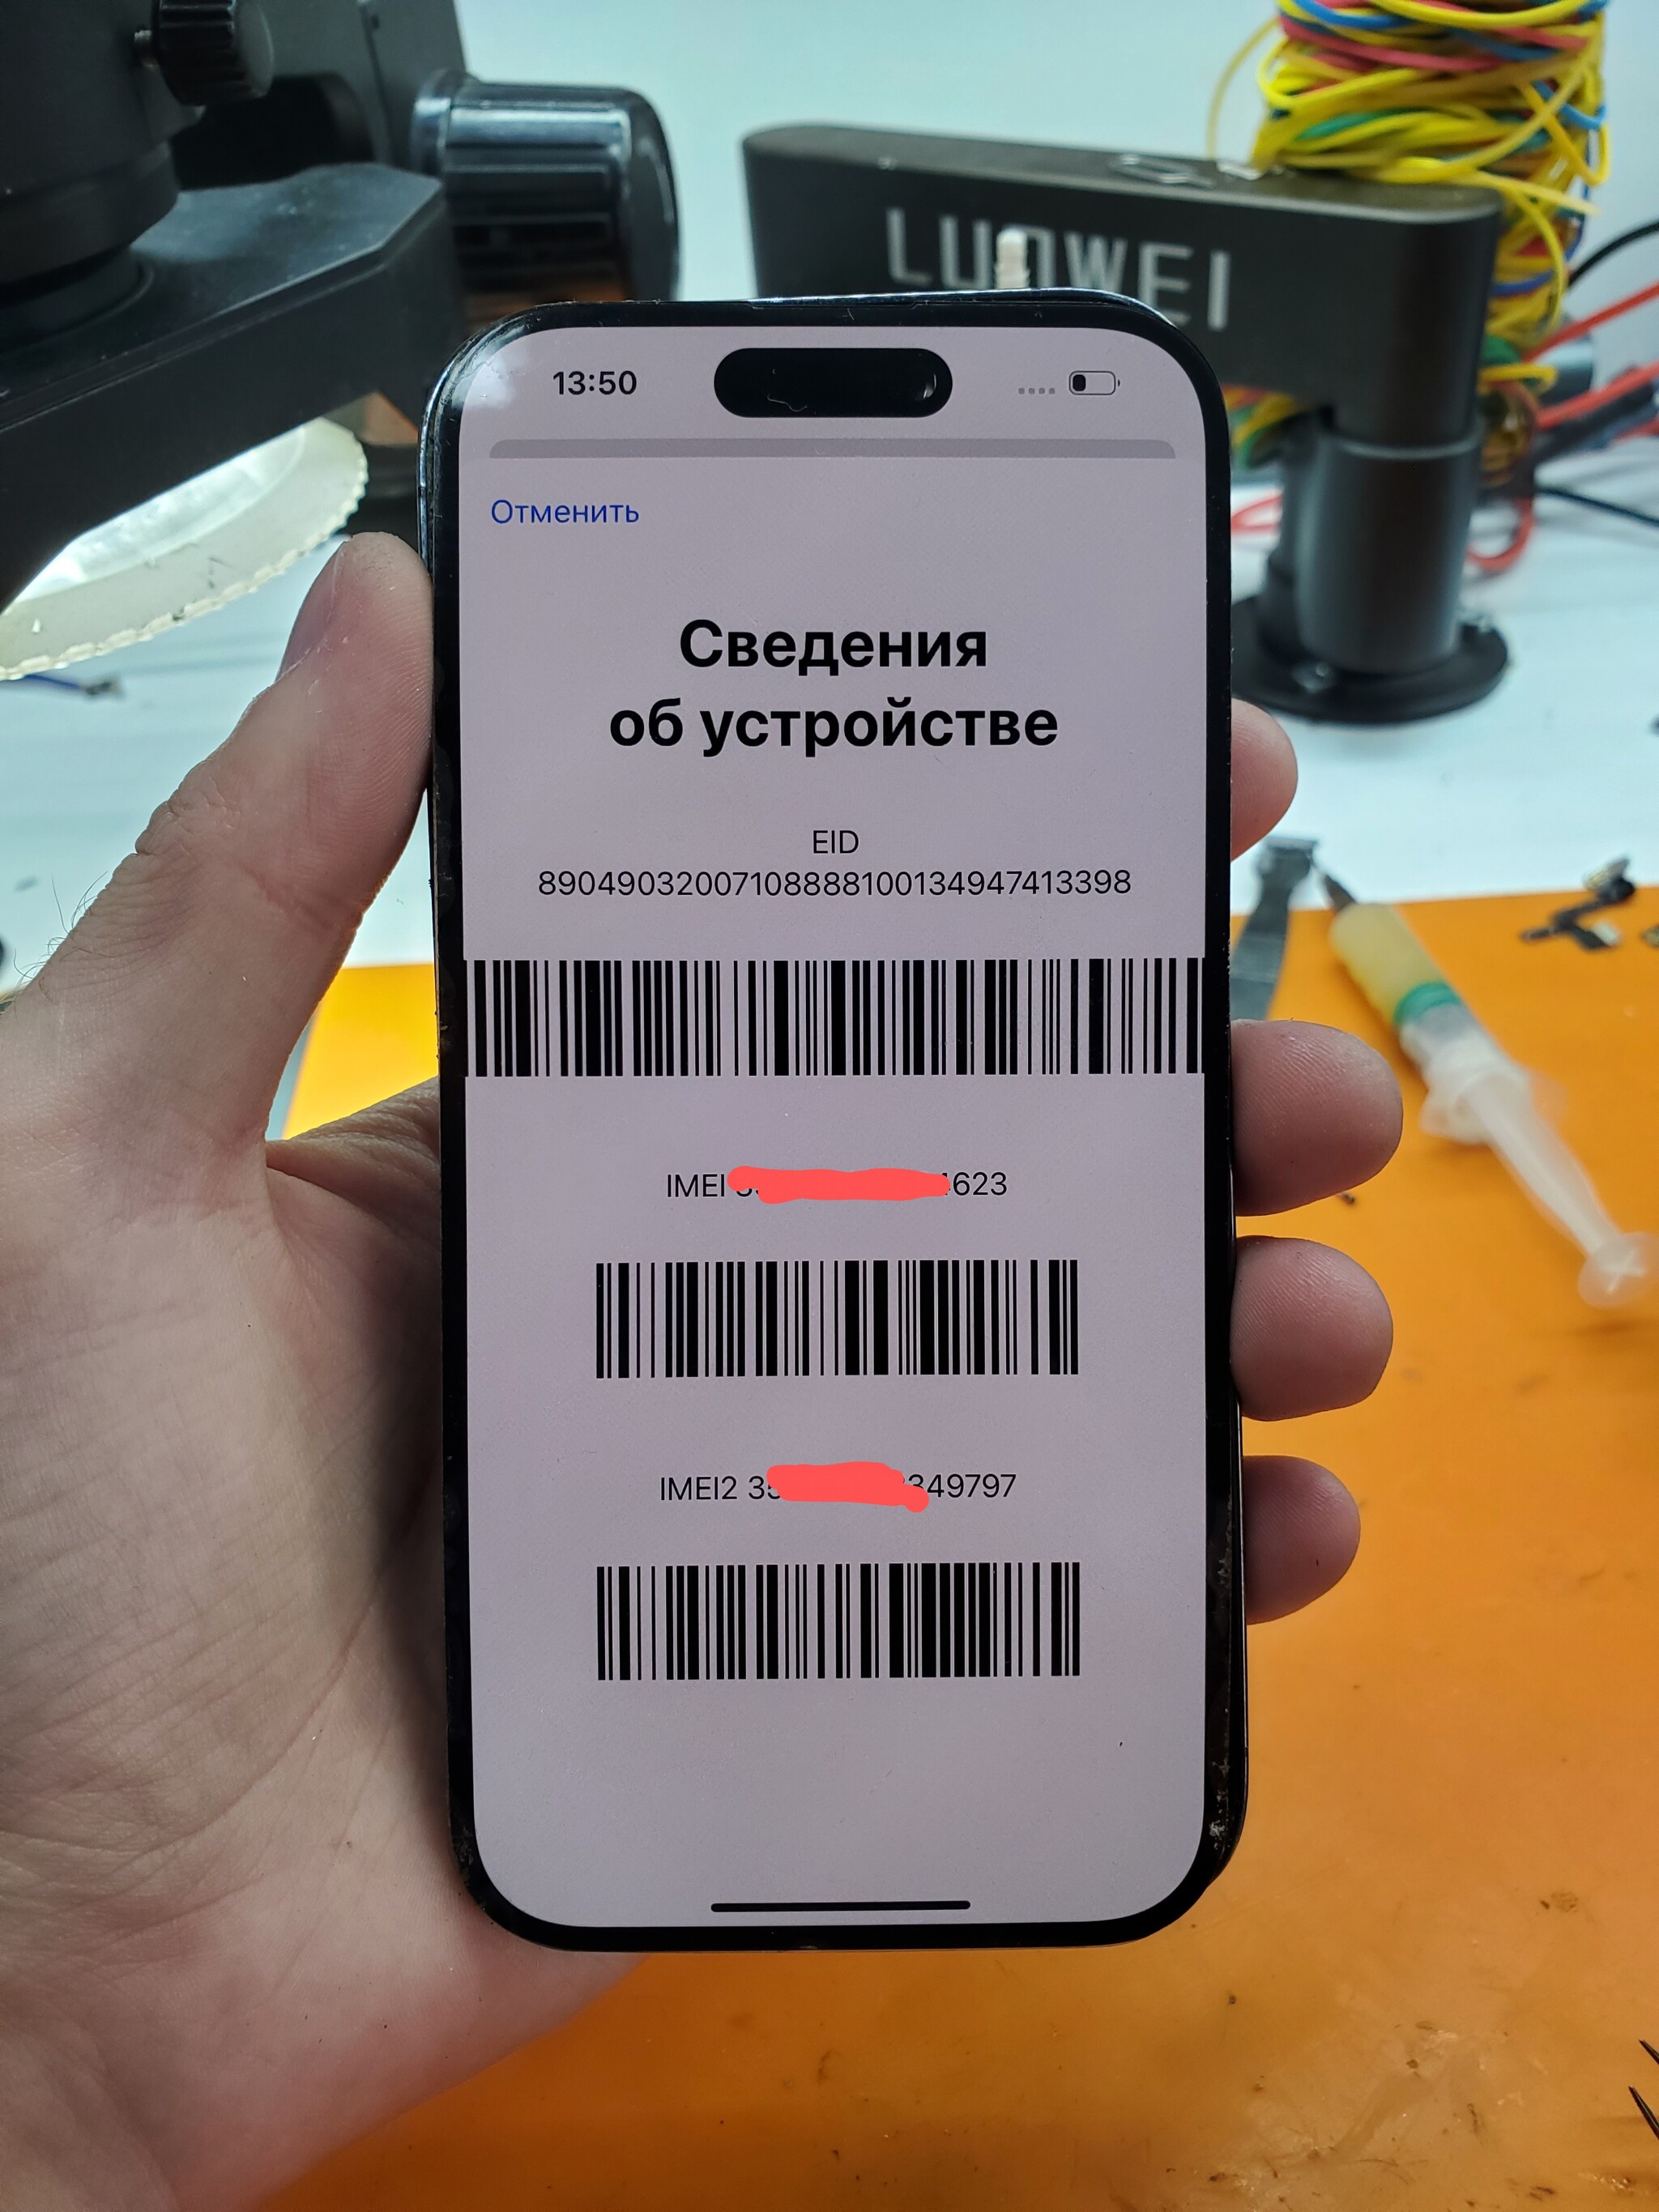 LUOWEI
13:50
Отменить
Сведения
об устройстве
EID
89049032007108888100134947413398
IMEI 623
IMEI2 35 349797